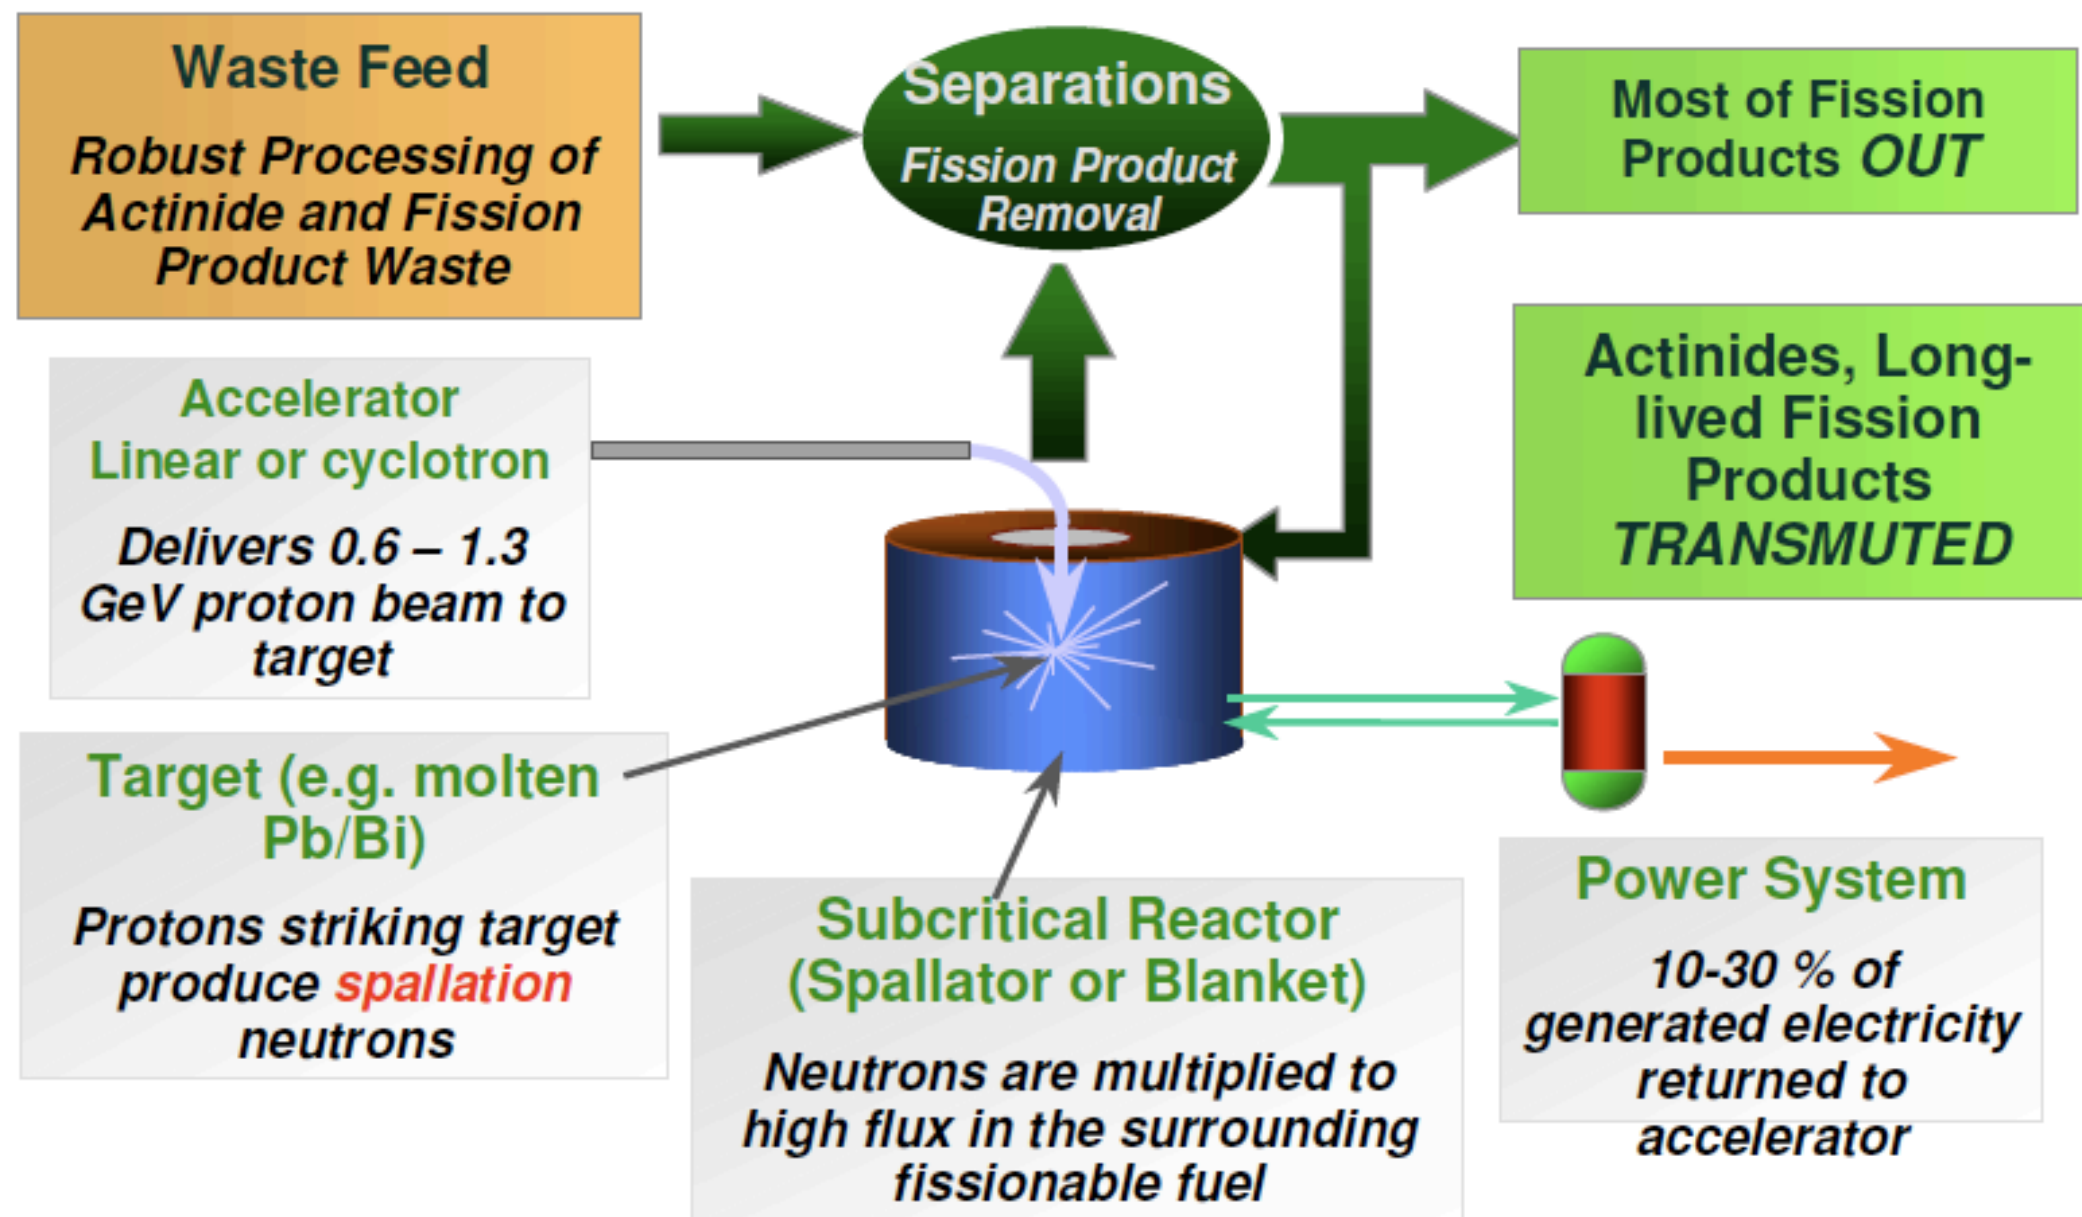 Waste Feed
Robust Processing of
Actinide and Fission
Product Waste
Separations
Fission Product
Removal
Most of Fission
Products OUT
Accelerator
Linear or cyclotron
Delivers 0.6 – 1.3
GeV proton beam to
target
Actinides, Long-
lived Fission
Products
TRANSMUTED
Target (e.g. molten
Pb/Bi)
Protons striking target
produce spallation
neutrons
Subcritical Reactor
(Spallator or Blanket)
Neutrons are multiplied to
high flux in the surrounding
fissionable fuel
Power System
10-30 % of
generated electricity
returned to
accelerator